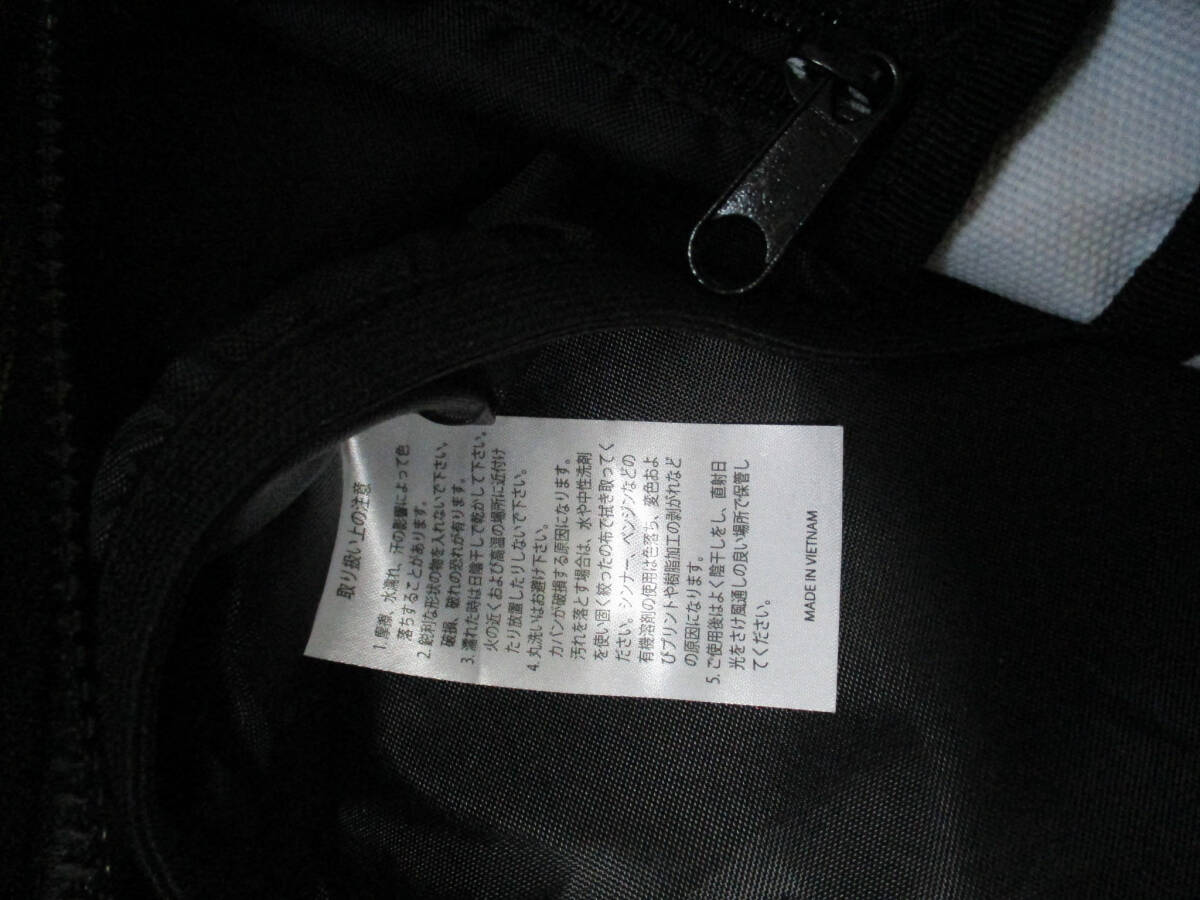 取り扱い上の注意
1. 摩擦、水濡れ、汗の影響によって色
落ちすることがあります。
2. 鋭利な形状の物を入れないで下さい。
破損、破れの恐れが有ります。
3. 濡れた時は日陰干しで乾かして下さい。
火の近くおよび高温の場所に近付け
たり放置したりしないで下さい。
4. 丸洗いはお避け下さい。
カバンが破損する原因になります。
汚れを落とす場合は、水や中性洗剤
を使い固く絞ったの布で拭き取ってく
ださい。シンナー、ベンジンなどの
有機溶剤の使用は色落ち、変色およ
びプリントや樹脂加工の剥がれなど
の原因になります。
5. ご使用後はよく陰干しをし、直射日
光をさけ風通しの良い場所で保管し
てください。
MADE IN VIETNAM